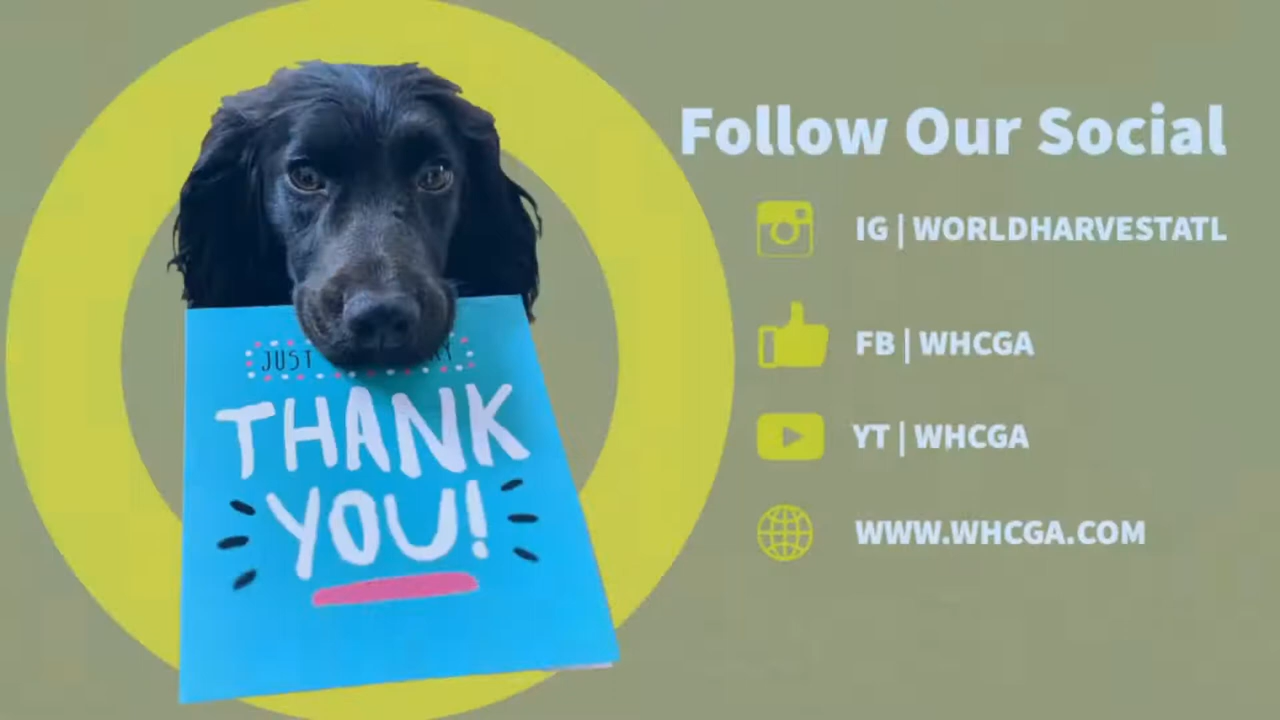 JUST
THANK
YOU!
Follow Our Social
IG | WORLDHARVESTATL
FB | WHCGA
YT | WHCGA
WWW.WHCGA.COM